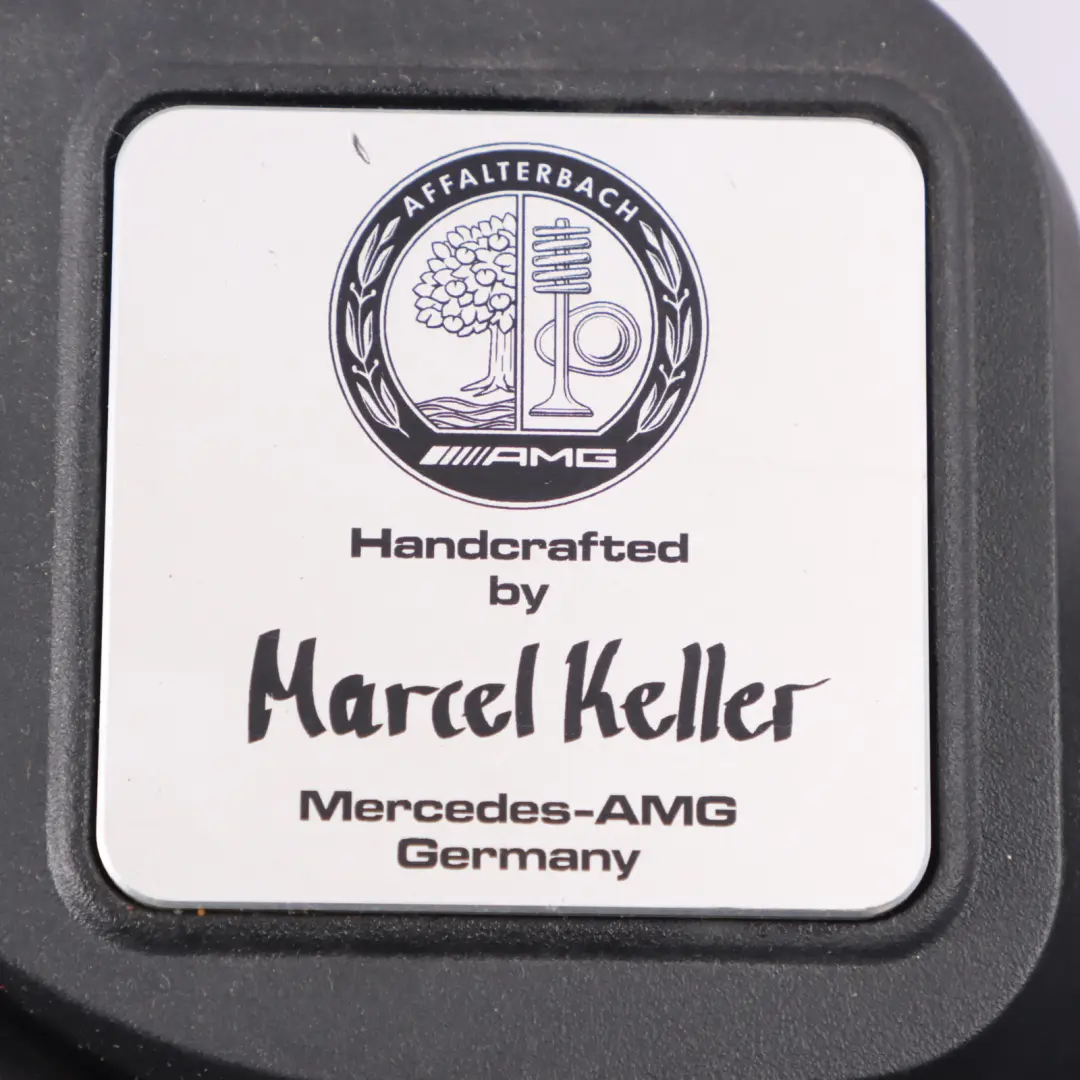 AFFALTERBACH
AMG
Handcrafted
by
Marcel Keller
Mercedes-AMG
Germany